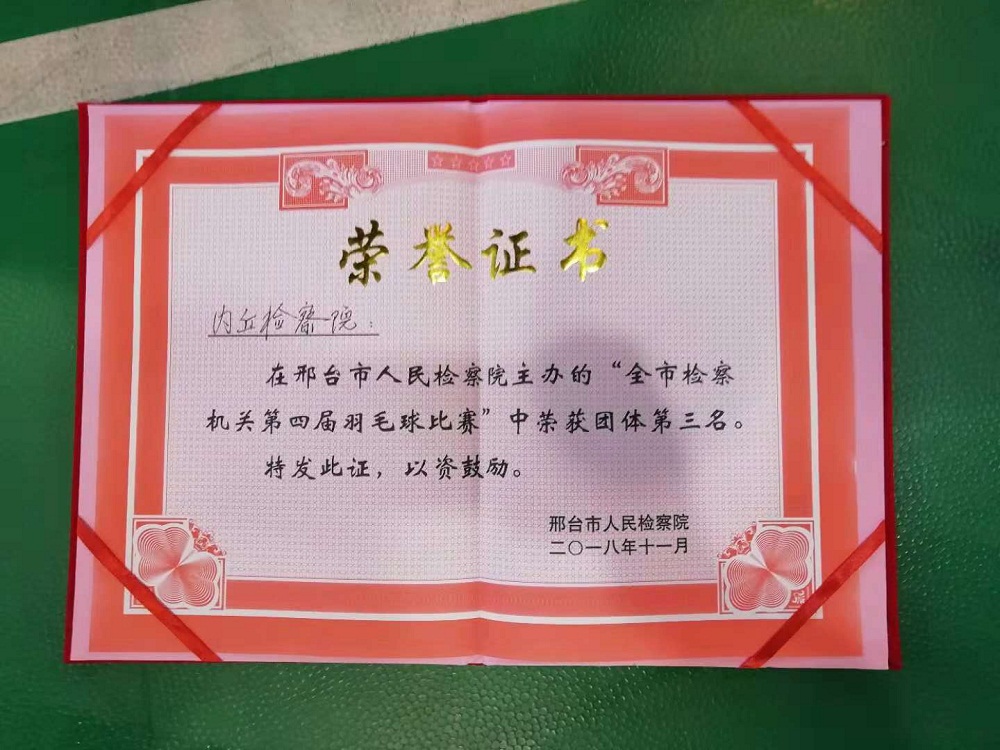 荣誉证书
内丘检察院：
在邢台市人民检察院主办的“全市检察
机关第四届羽毛球比赛”中荣获团体第三名。
特发此证，以资鼓励。
邢台市人民检察院
二〇一八年十一月